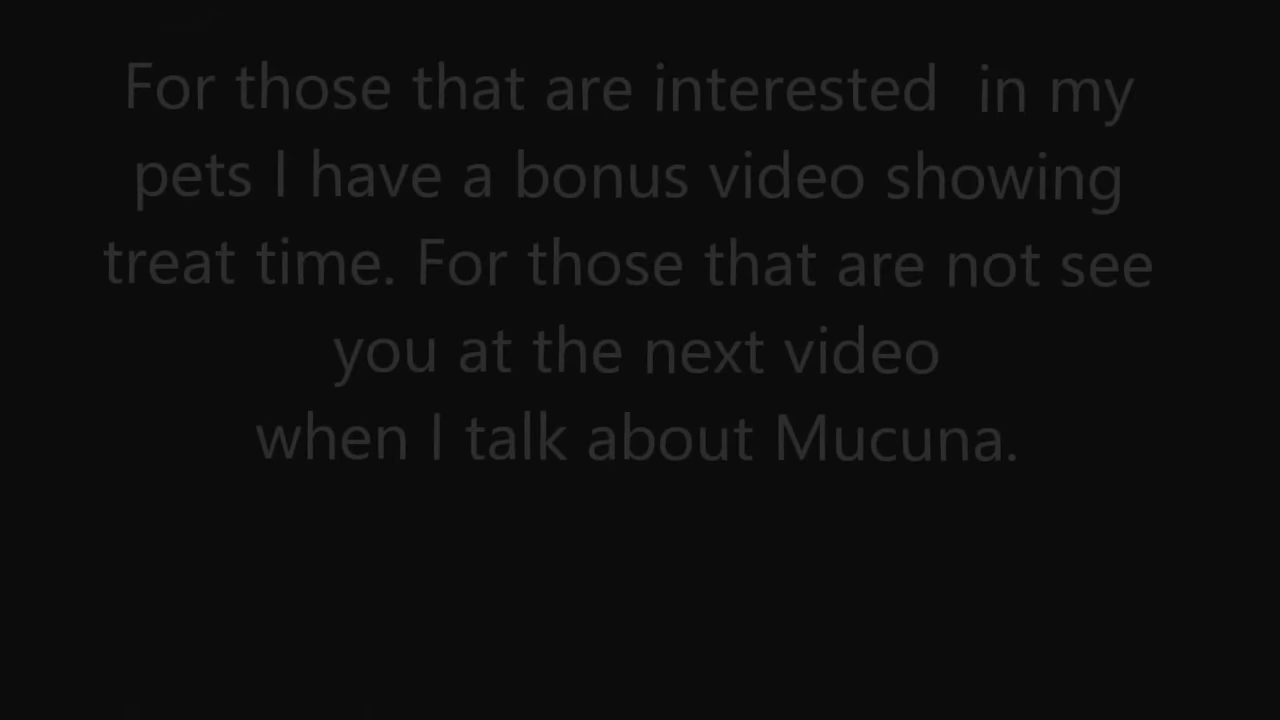 For those that are interested  in my
pets I have a bonus video showing
treat time. For those that are not see
you at the next video
when I talk about Mucuna.